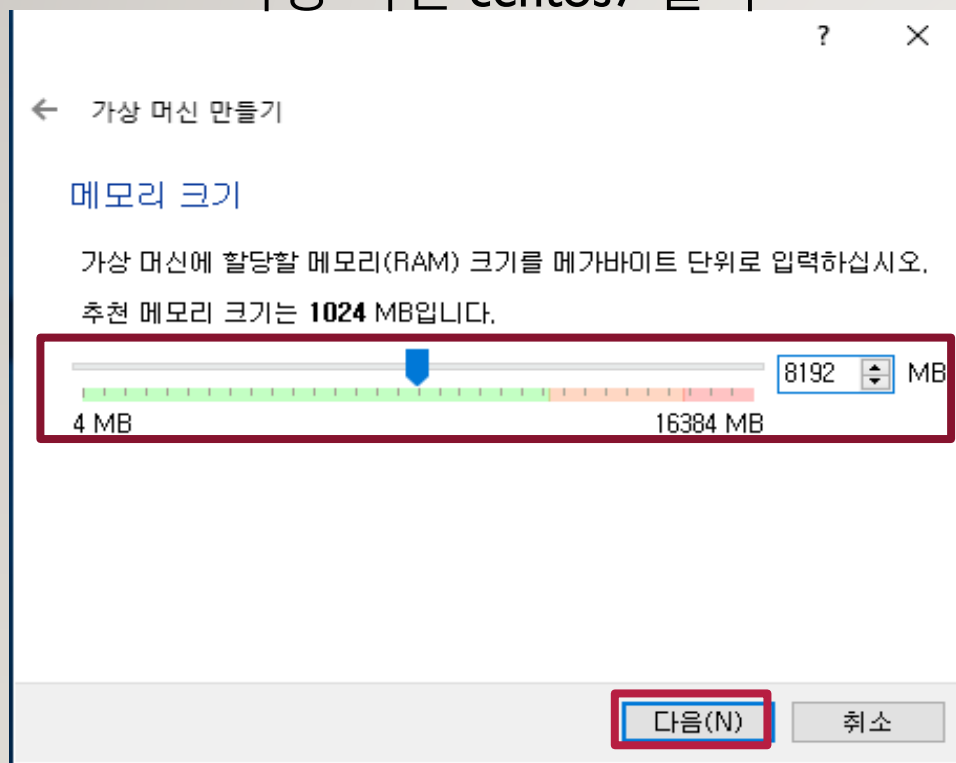 centos7
?
가상 머신 만들기
메모리 크기
가상 머신에 할당할 메모리(RAM) 크기를 메가바이트 단위로 입력하십시오.
추천 메모리 크기는 1024 MB입니다.
8192 MB
4 MB 16384 MB
다음(N) 취소